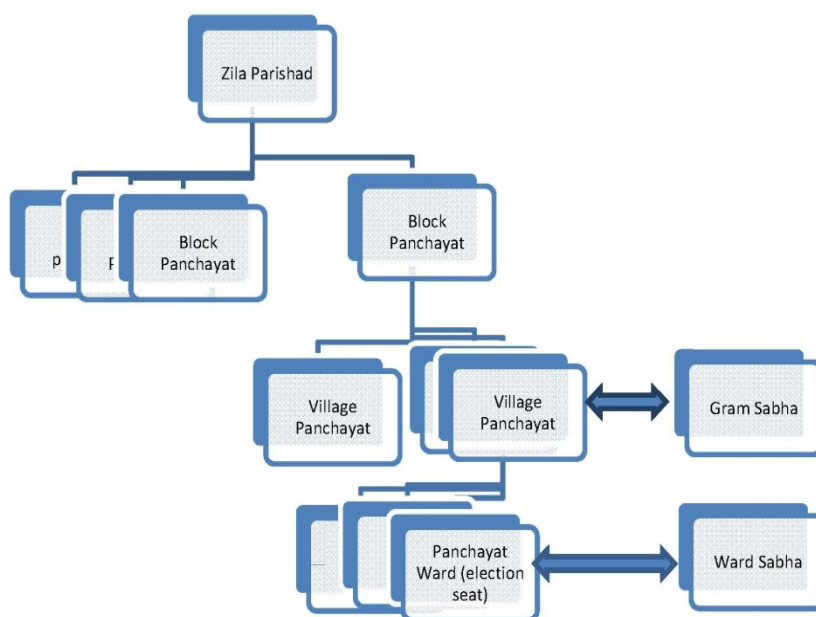 Zila Parishad
Block
Panchayat
Block
Panchayat
Village
Panchayat
Village
Panchayat
Gram Sabha
Panchayat
Ward (election
seat)
Ward Sabha